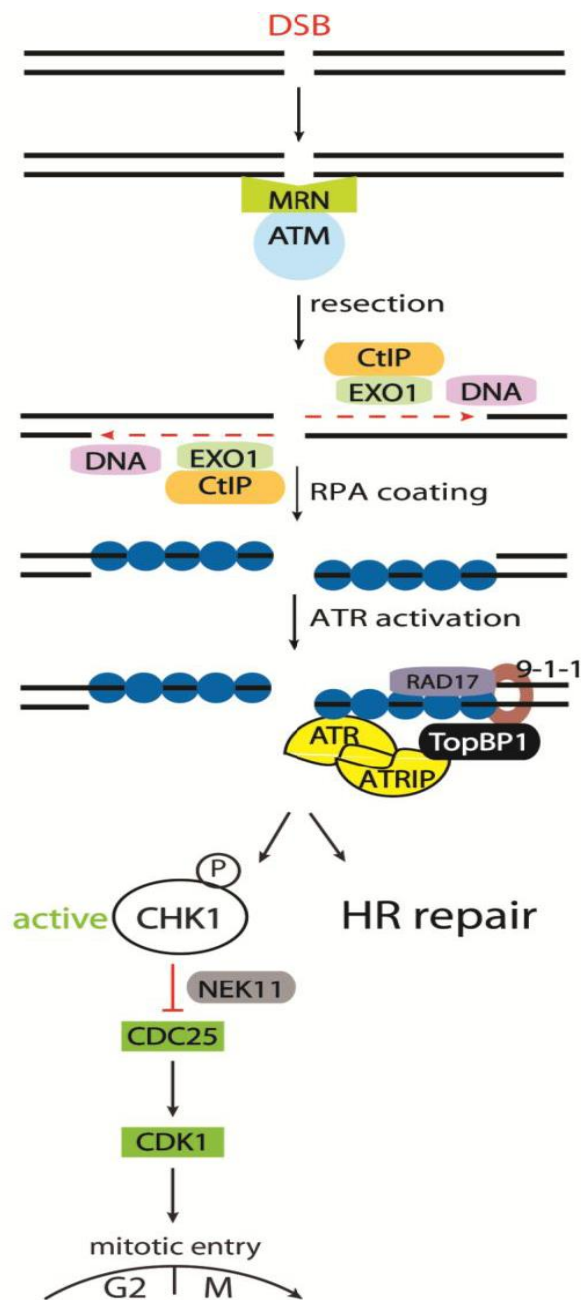 DSB
MRN
ATM
resection
CtIP
EXO1 DNA
DNA EXO1
CtIP
RPA coating
ATR activation
9-1-1
RAD17
ATR
TopBP1
ATRIP
P
active CHK1
HR repair
NEK11
CDC25
CDK1
mitotic entry
G2 M